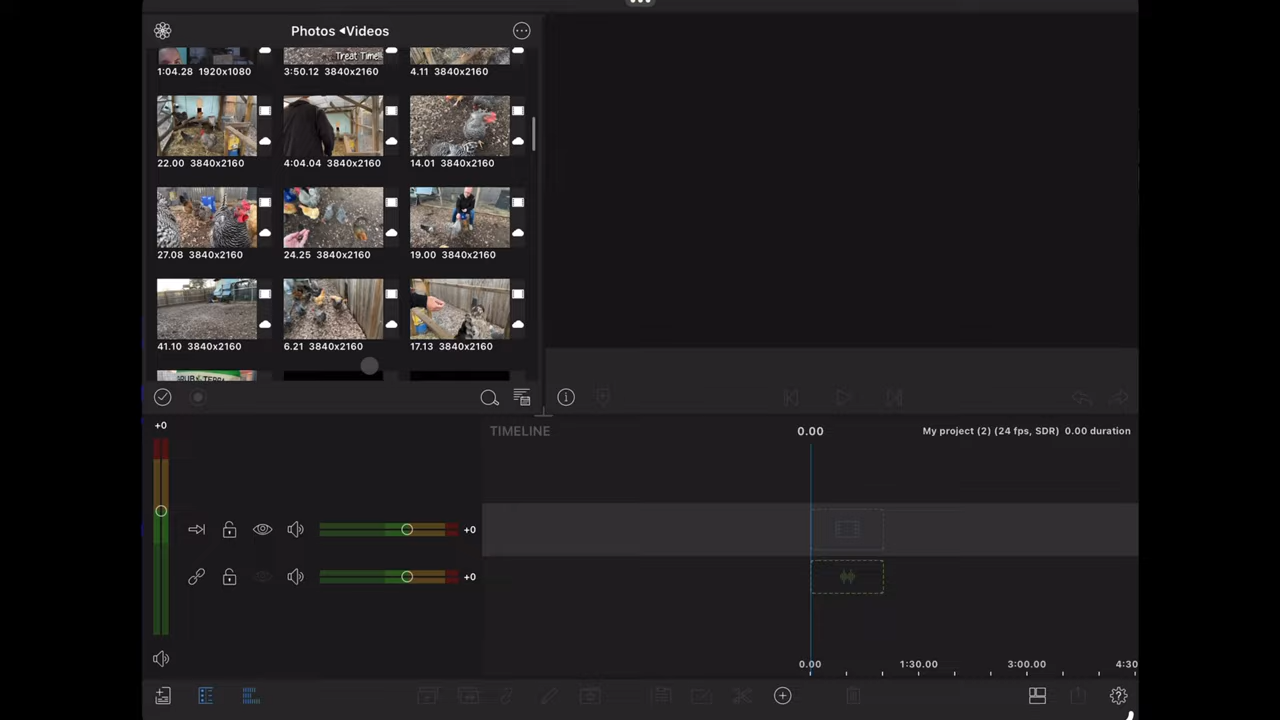 Photos ◂Videos
Treat Time
1:04.28 1920x1080
3:50.12 3840x2160
4.11 3840x2160
22.00 3840x2160
4:04.04 3840x2160
14.01 3840x2160
27.08 3840x2160
24.25 3840x2160
19.00 3840x2160
41.10 3840x2160
6.21 3840x2160
17.13 3840x2160
+0
TIMELINE
0.00
My project (2) (24 fps, SDR) 0.00 duration
+0
+0
0.00
1:30.00
3:00.00
4:30